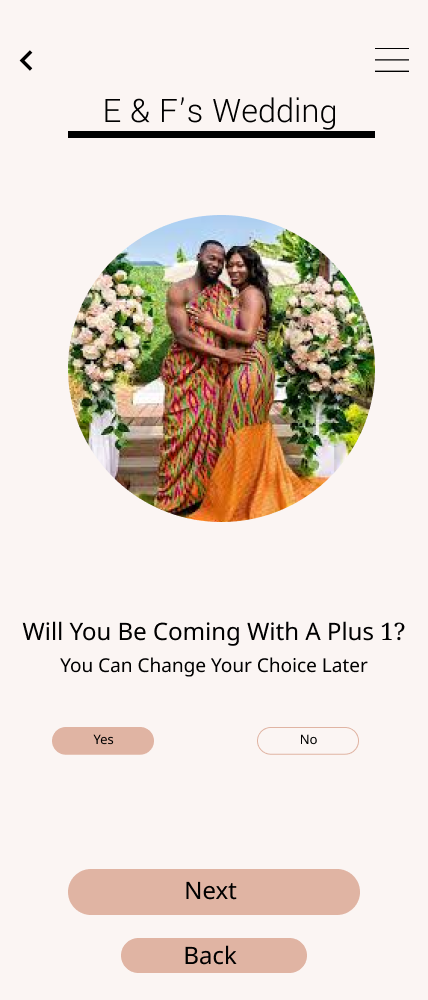 E & F's Wedding
Will You Be Coming With A Plus 1?
You Can Change Your Choice Later
Yes
No
Next
Back